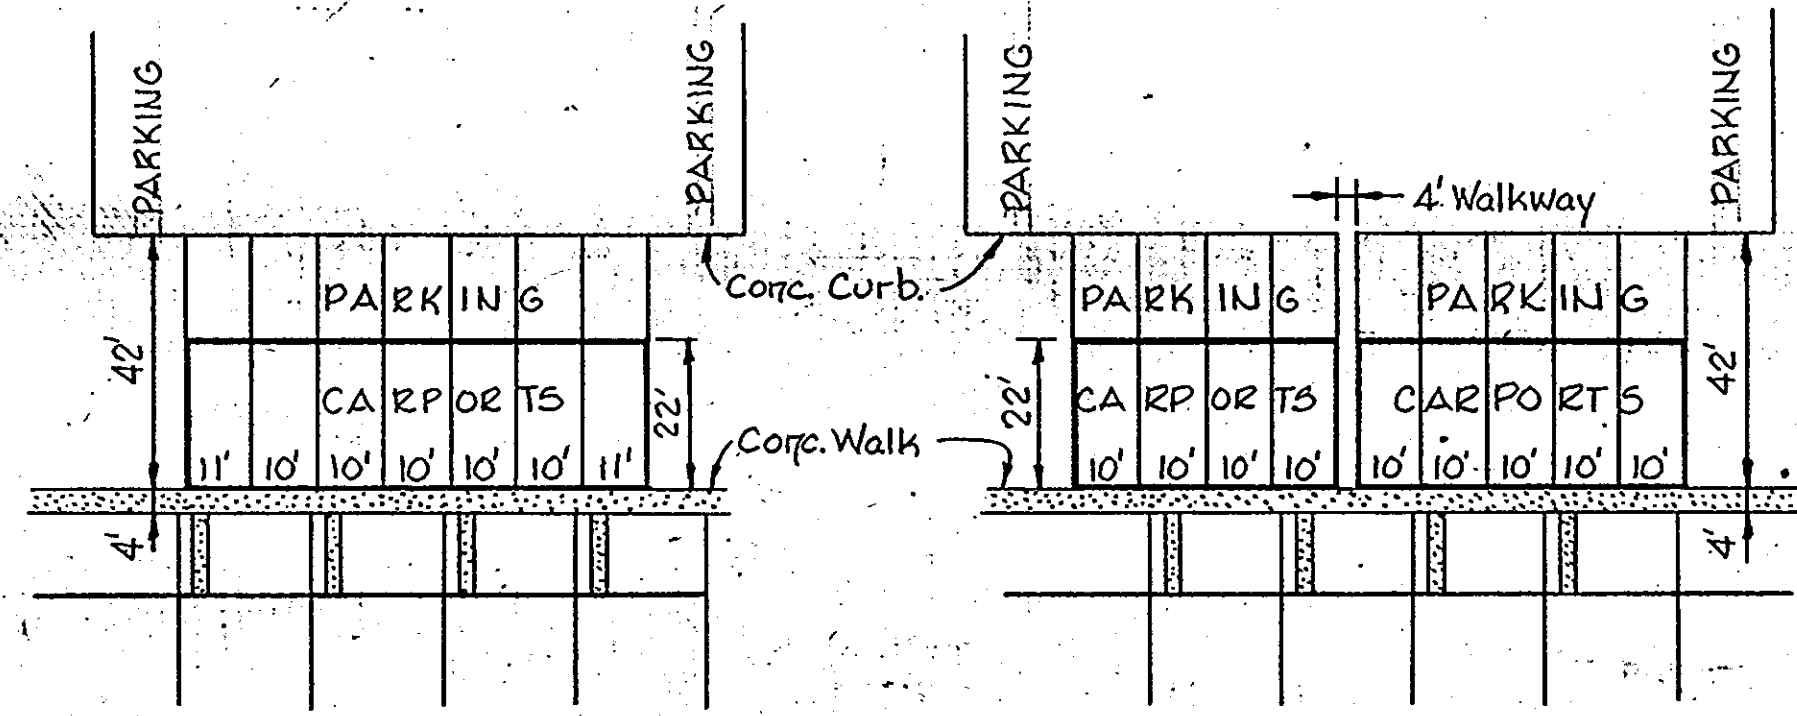 PARKING
PARKING
PARKING
PARKING
4' Walkway
Conc. Curb.
PARKING
PARKING
PARKING
42'
22'
22'
42'
CARPORTS
CARPORTS
CARPORTS
Conc. Walk
11' 10' 10' 10' 10' 10' 11'
10' 10' 10' 10'
10' 10' 10' 10' 10'
4'
4'